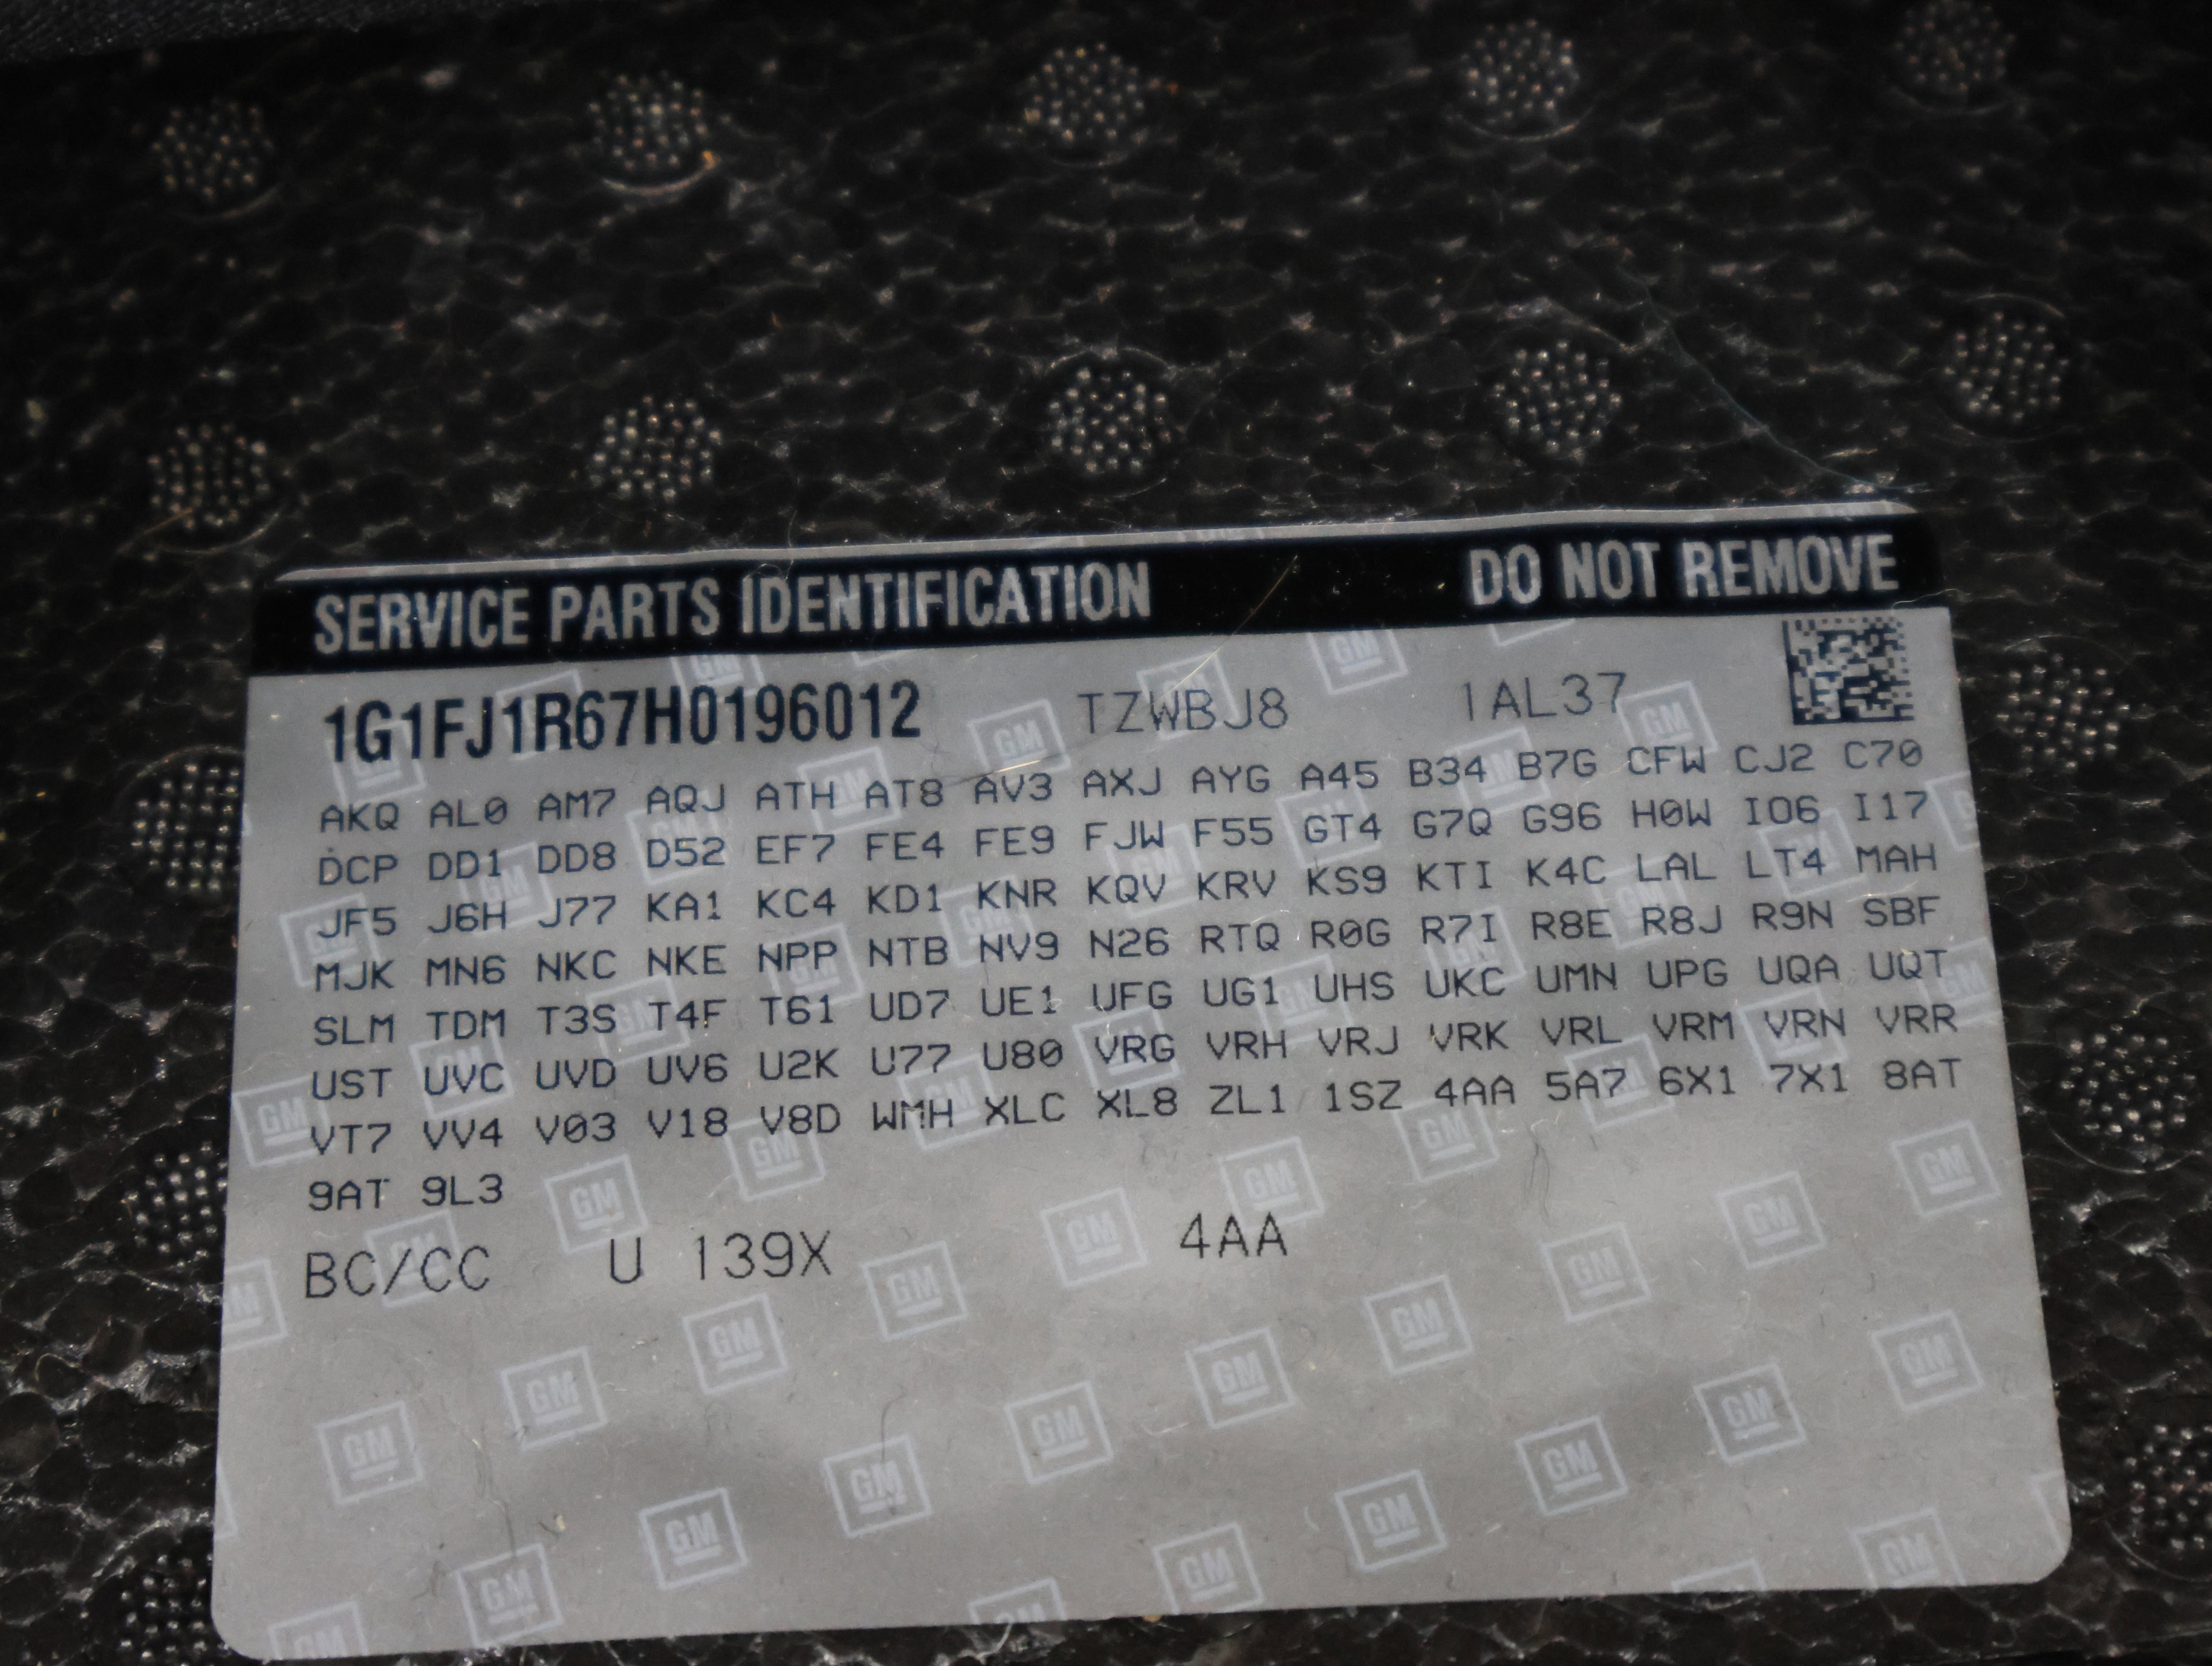 SERVICE PARTS IDENTIFICATION DO NOT REMOVE
1G1FJ1R67H0196012 TZWBJ8 1AL37
AKQ AL0 AM7 AQJ ATH AT8 AV3 AXJ AYG A45 B34 B7G CFW CJ2 C70
DCP DD1 DD8 D52 EF7 FE4 FE9 FJW F55 GT4 G7Q G96 H0W IO6 I17
JF5 J6H J77 KA1 KC4 KD1 KNR KQV KRV KS9 KTI K4C LAL LT4 MAH
MJK MN6 NKC NKE NPP NTB NV9 N26 RTQ R0G R7I R8E R8J R9N SBF
SLM TDM T3S T4F T61 UD7 UE1 UFG UG1 UHS UKC UMN UPG UQA UQT
UST UVC UVD UV6 U2K U77 U80 VRG VRH VRJ VRK VRL VRM VRN VRR
VT7 VV4 V03 V18 V8D WMH XLC XL8 ZL1 1SZ 4AA 5A7 6X1 7X1 8AT
9AT 9L3
BC/CC U 139X 4AA